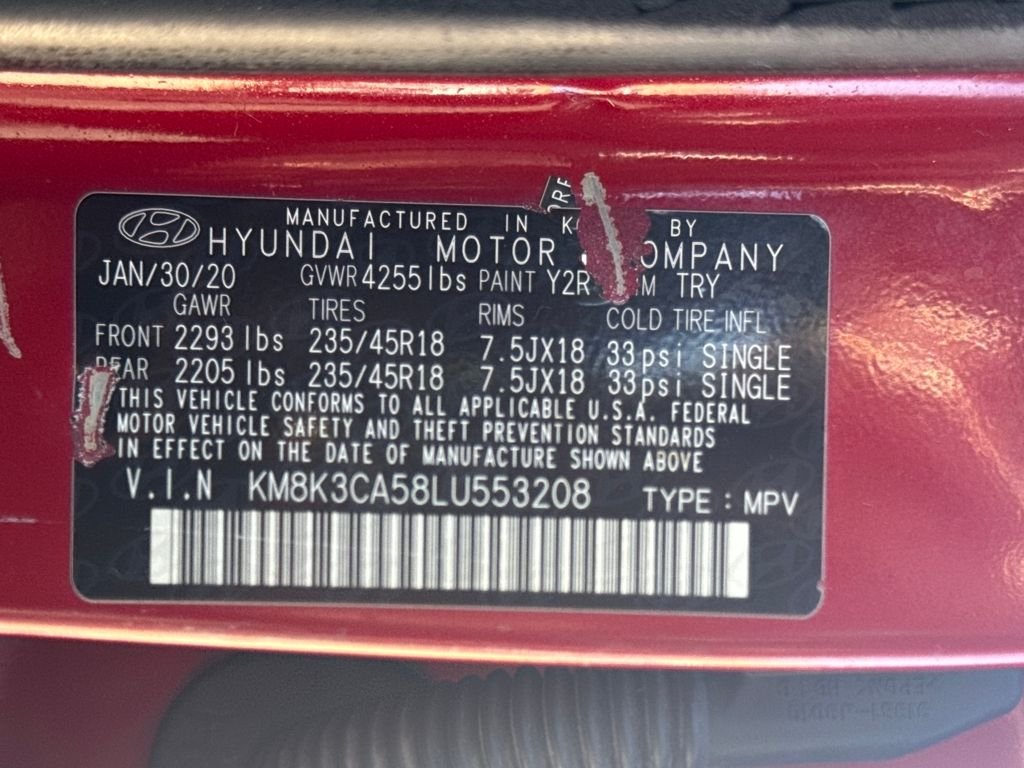 MANUFACTURED IN K BY
HYUNDAI MOTOR OMPANY
JAN/30/20 GVWR 4255lbs PAINT Y2R M TRY
GAWR TIRES RIMS COLD TIRE INFL
FRONT 2293 lbs 235/45R18 7.5JX18 33psi SINGLE
REAR 2205 lbs 235/45R18 7.5JX18 33psi SINGLE
THIS VEHICLE CONFORMS TO ALL APPLICABLE U.S.A. FEDERAL
MOTOR VEHICLE SAFETY AND THEFT PREVENTION STANDARDS
IN EFFECT ON THE DATE OF MANUFACTURE SHOWN ABOVE
V.I.N KM8K3CA58LU553208 TYPE : MPV